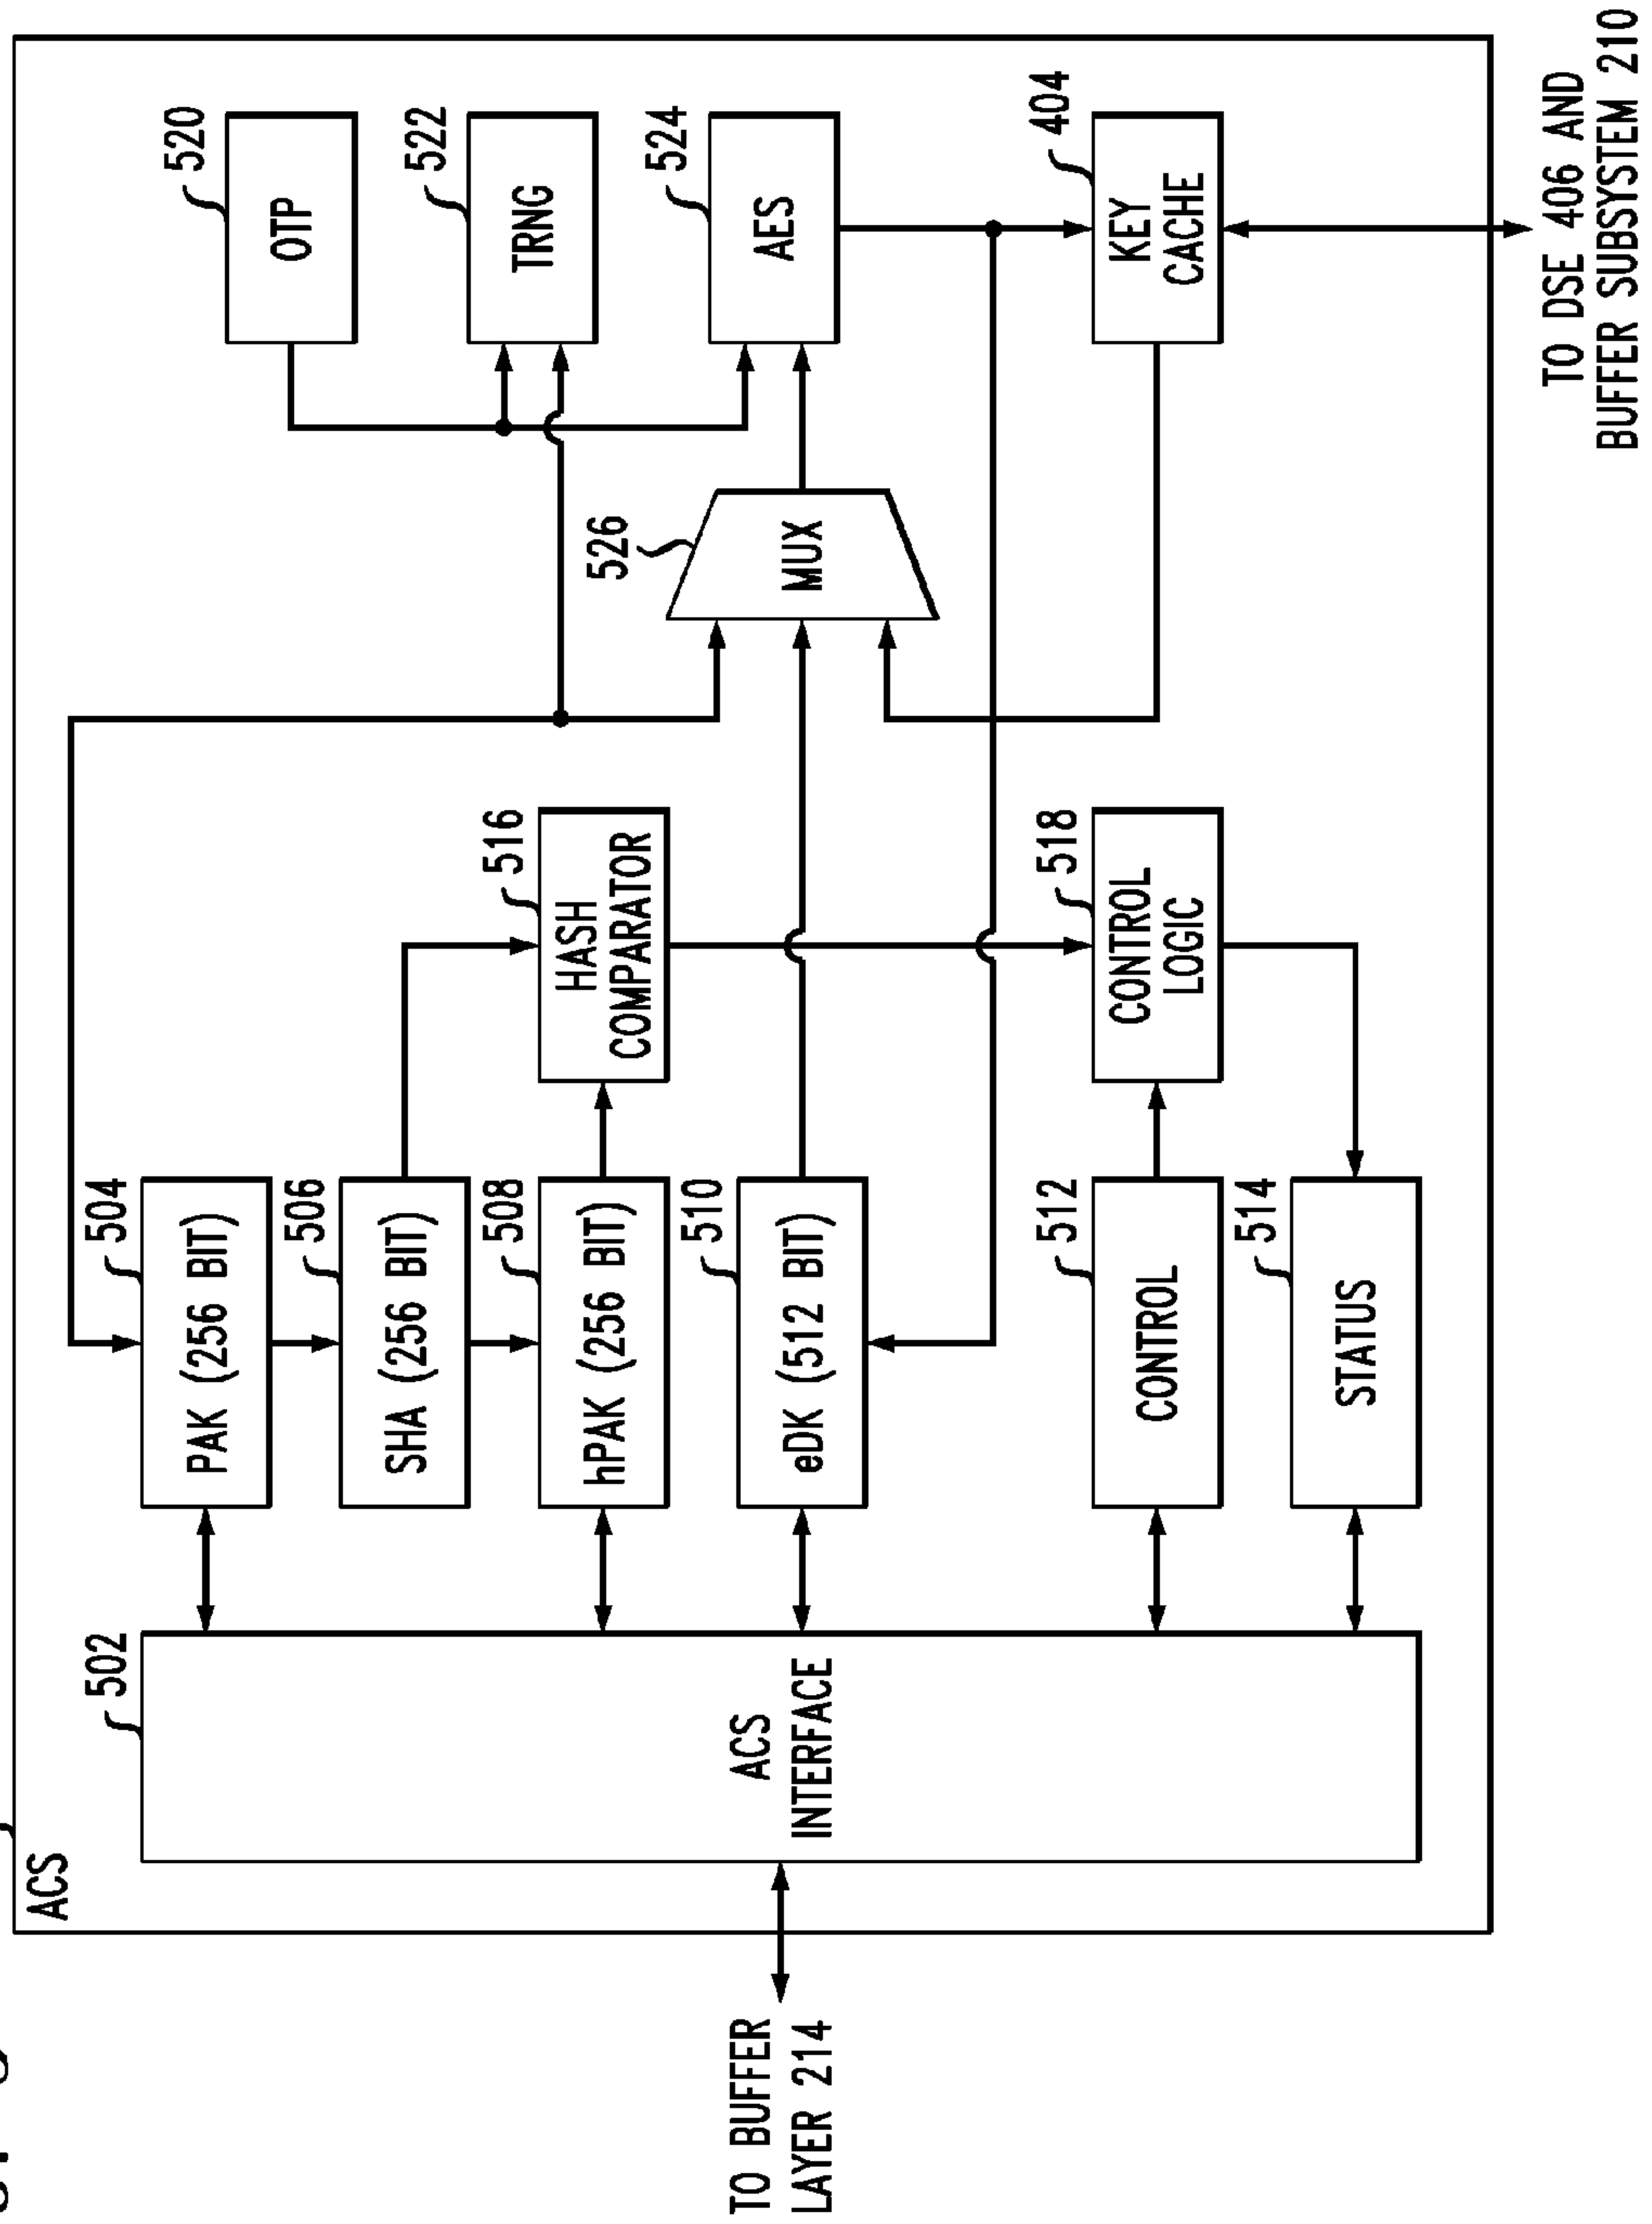 ACS
502
ACS
INTERFACE
TO BUFFER
LAYER 214
504
PAK (256 BIT)
506
SHA (256 BIT)
508
hPAK (256 BIT)
510
eDK (512 BIT)
512
CONTROL
514
STATUS
516
HASH
COMPARATOR
518
CONTROL
LOGIC
526
MUX
520
OTP
522
TRNG
524
AES
404
KEY
CACHE
TO DSE 406 AND
BUFFER SUBSYSTEM 210